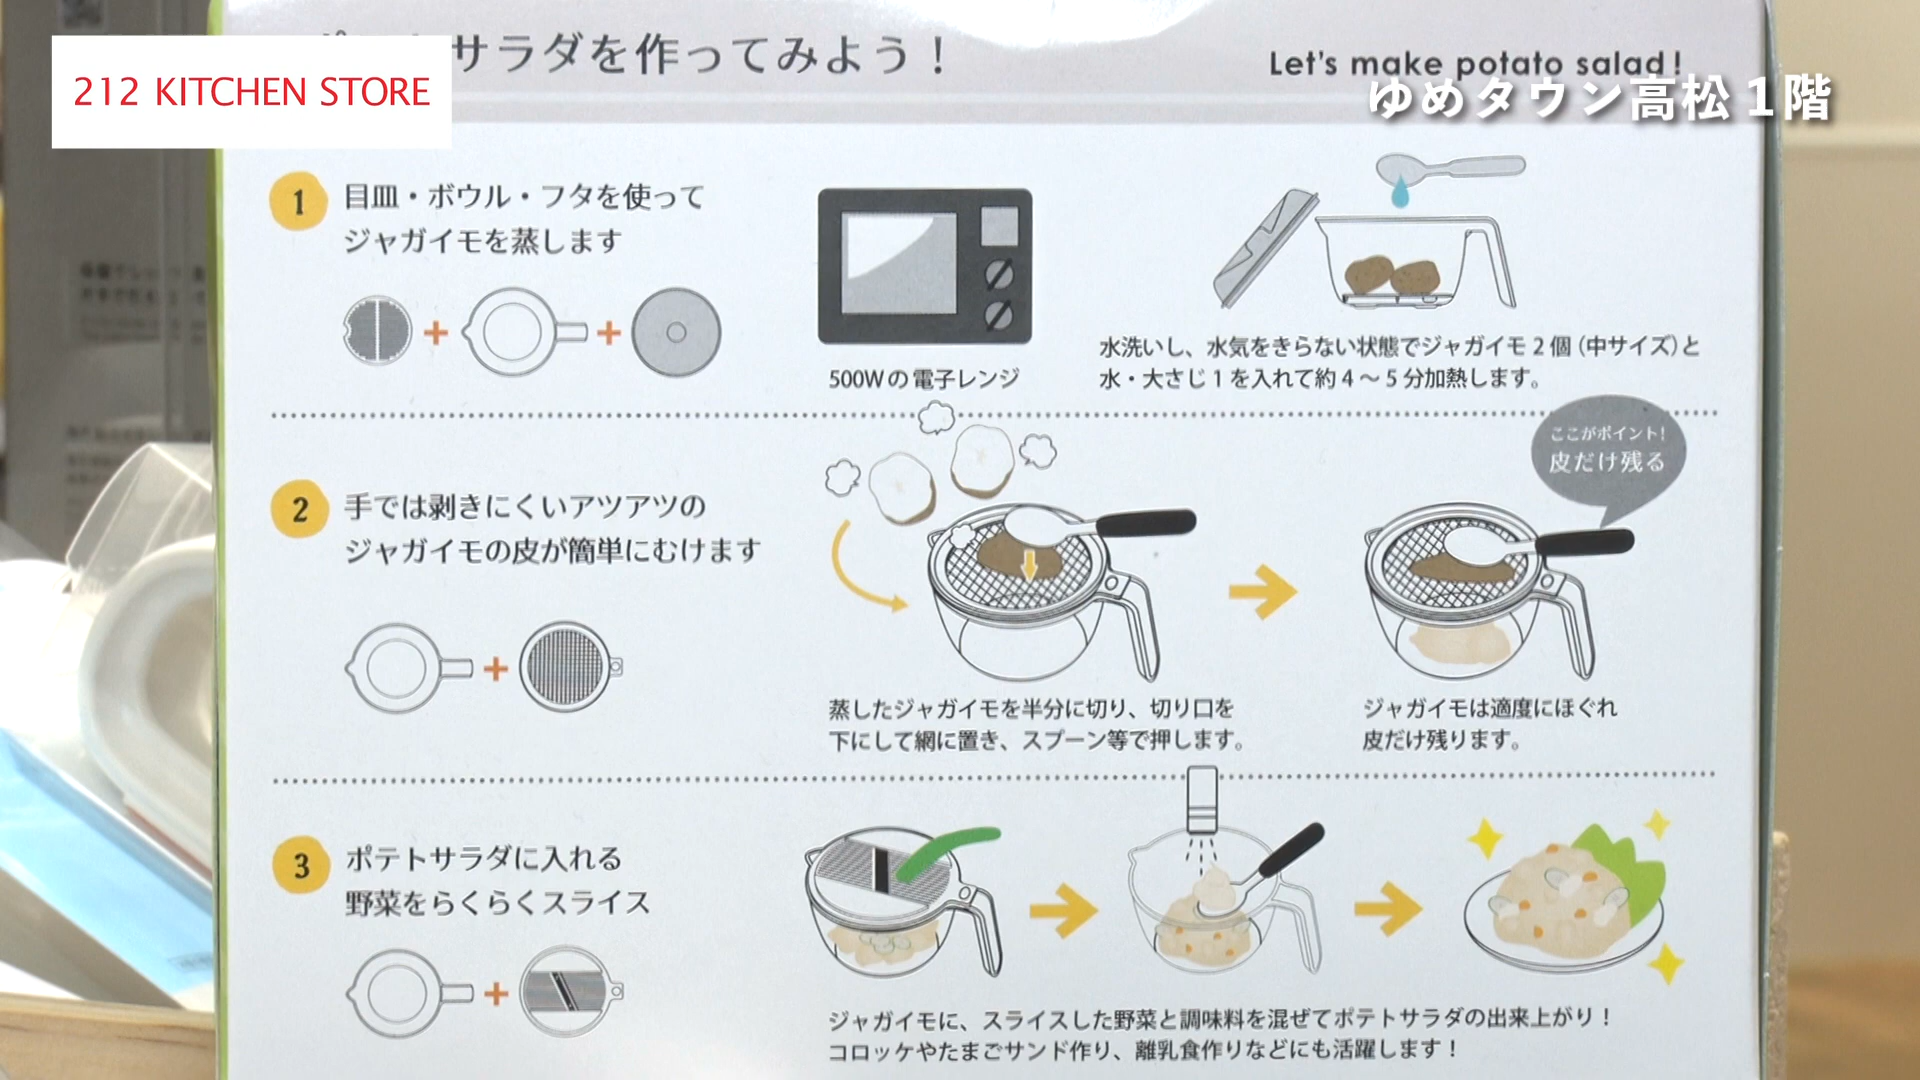 212 KITCHEN STORE
サラダを作ってみよう！
Let's make potato salad!
ゆめタウン高松1階
1
目皿・ボウル・フタを使って
ジャガイモを蒸します
500Wの電子レンジ
水洗いし、水気をきらない状態でジャガイモ2個（中サイズ）と
水・大さじ1を入れて約4～5分加熱します。
2
手では剥きにくいアツアツの
ジャガイモの皮が簡単にむけます
ここがポイント!
皮だけ残る
蒸したジャガイモを半分に切り、切り口を
下にして網に置き、スプーン等で押します。
ジャガイモは適度にほぐれ
皮だけ残ります。
3
ポテトサラダに入れる
野菜をらくらくスライス
ジャガイモに、スライスした野菜と調味料を混ぜてポテトサラダの出来上がり！
コロッケやたまごサンド作り、離乳食作りなどにも活躍します！